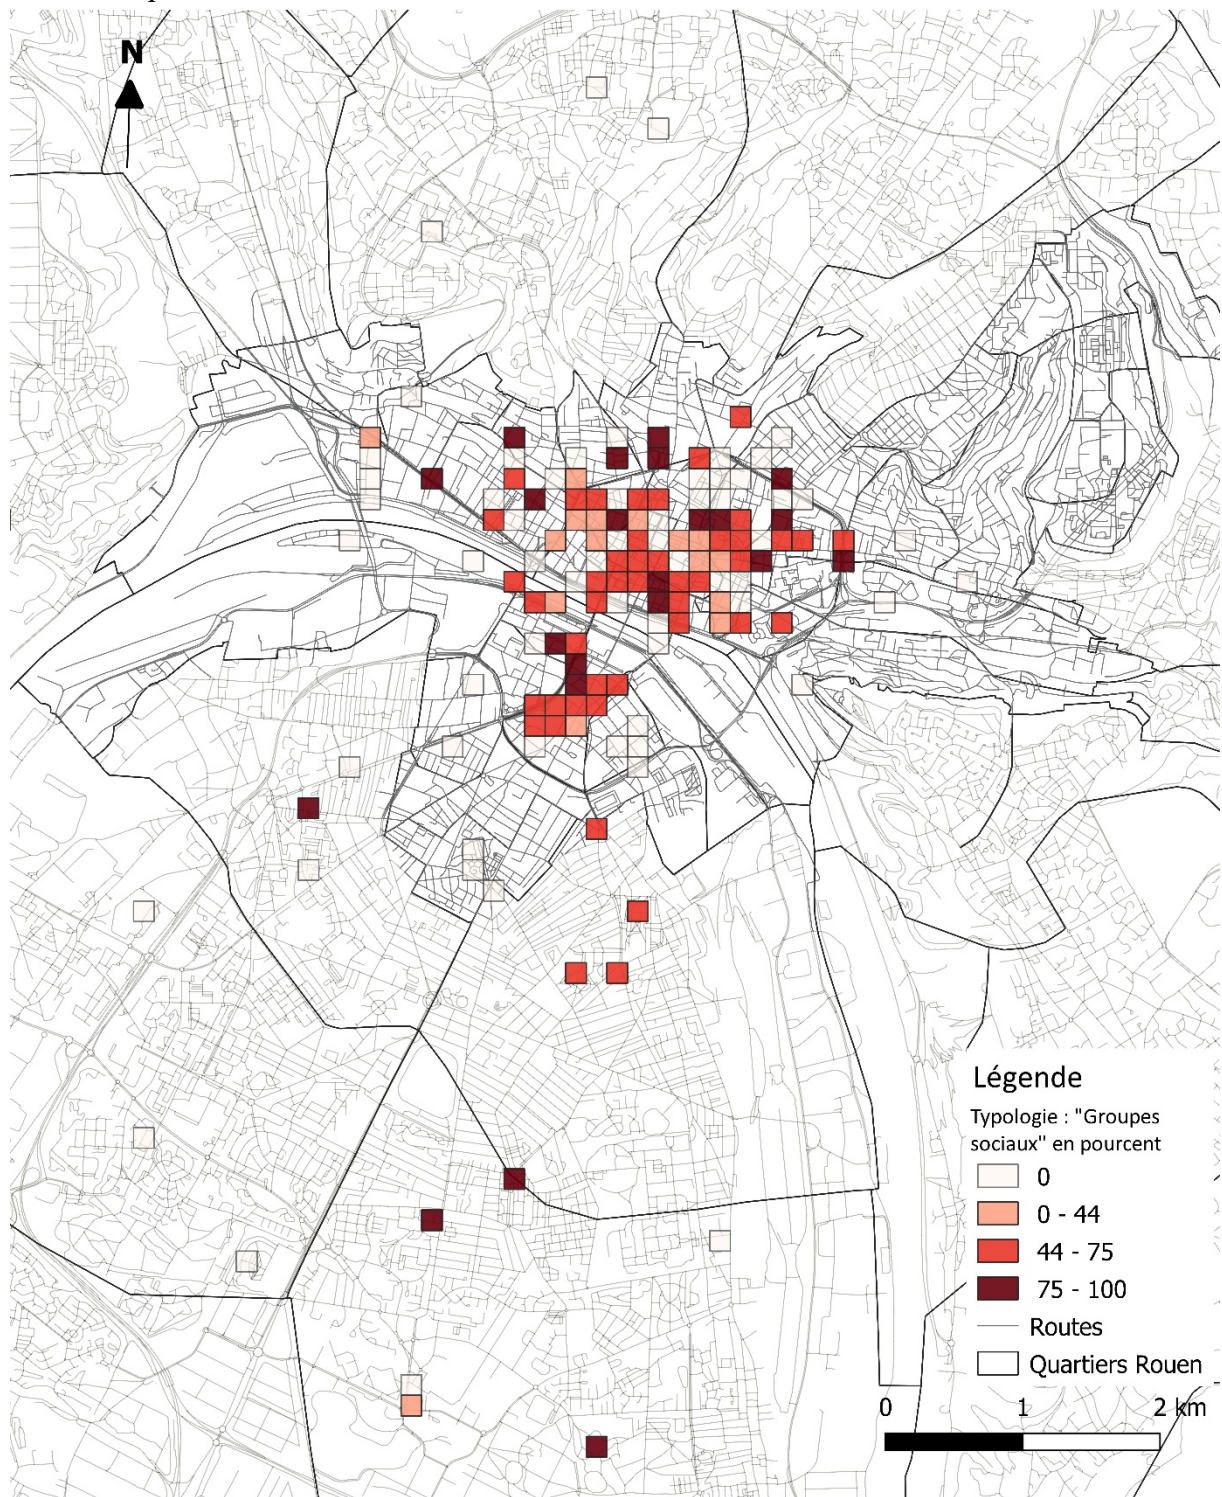 N
Légende
Typologie : "Groupes
sociaux" en pourcent
0
0 - 44
44 - 75
75 - 100
Routes
Quartiers Rouen
0 1 2 km